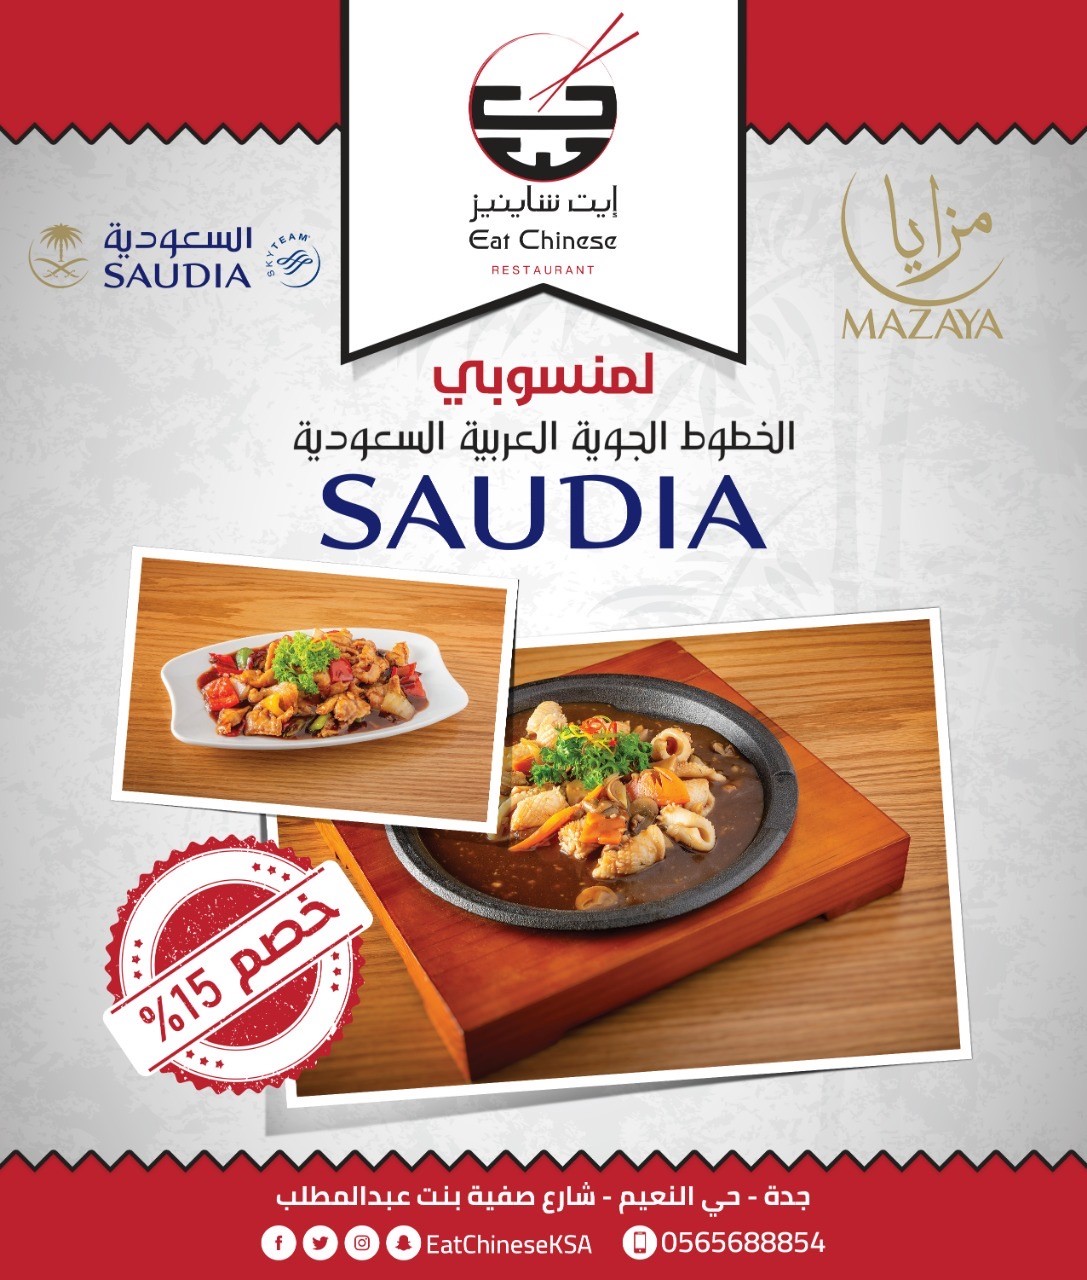 إيت شاينيز
Eat Chinese
RESTAURANT
السعودية
SAUDIA
SKYTEAM
مزايا
MAZAYA
لمنسوبي
الخطوط الجوية العربية السعودية
SAUDIA
خصم 15%
جدة - حي النعيم - شارع صفية بنت عبدالمطلب
EatChineseKSA 0565688854